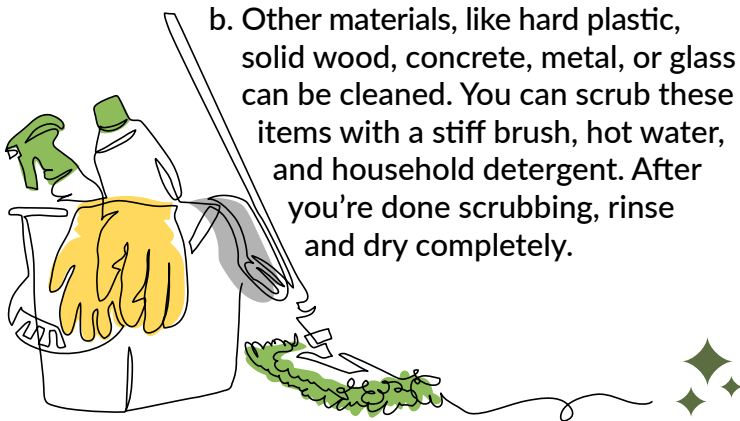 b. Other materials, like hard plastic,
solid wood, concrete, metal, or glass
can be cleaned. You can scrub these
items with a stiff brush, hot water,
and household detergent. After
you’re done scrubbing, rinse
and dry completely.